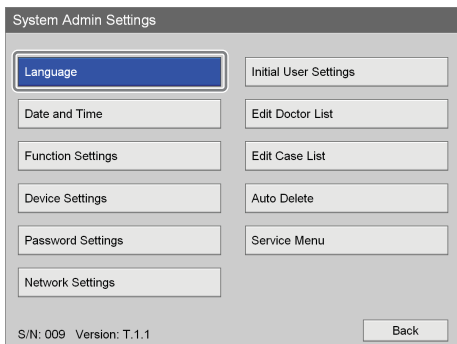 System Admin Settings
Language
Date and Time
Function Settings
Device Settings
Password Settings
Network Settings
Initial User Settings
Edit Doctor List
Edit Case List
Auto Delete
Service Menu
S/N: 009 Version: T.1.1
Back